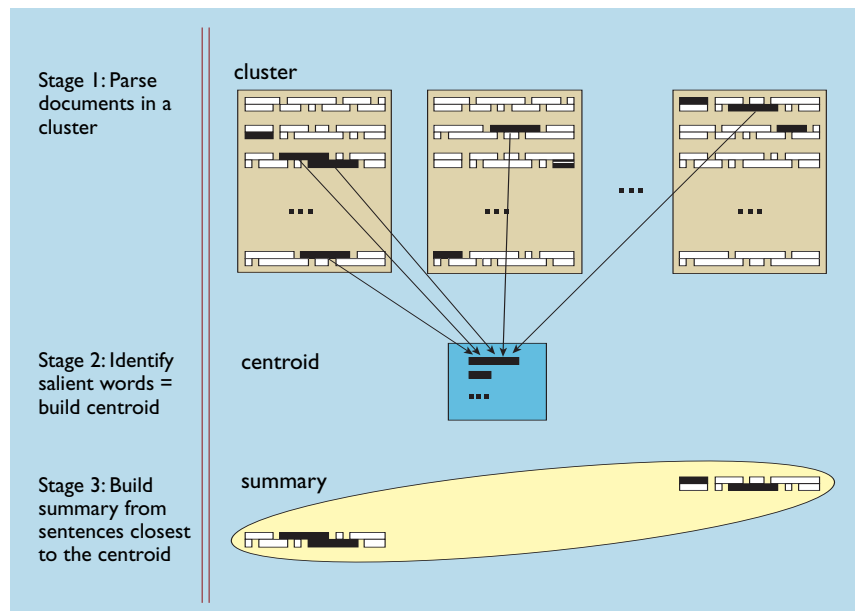 Stage 1: Parse
documents in a
cluster
cluster
Stage 2: Identify
salient words =
build centroid
centroid
Stage 3: Build
summary from
sentences closest
to the centroid
summary